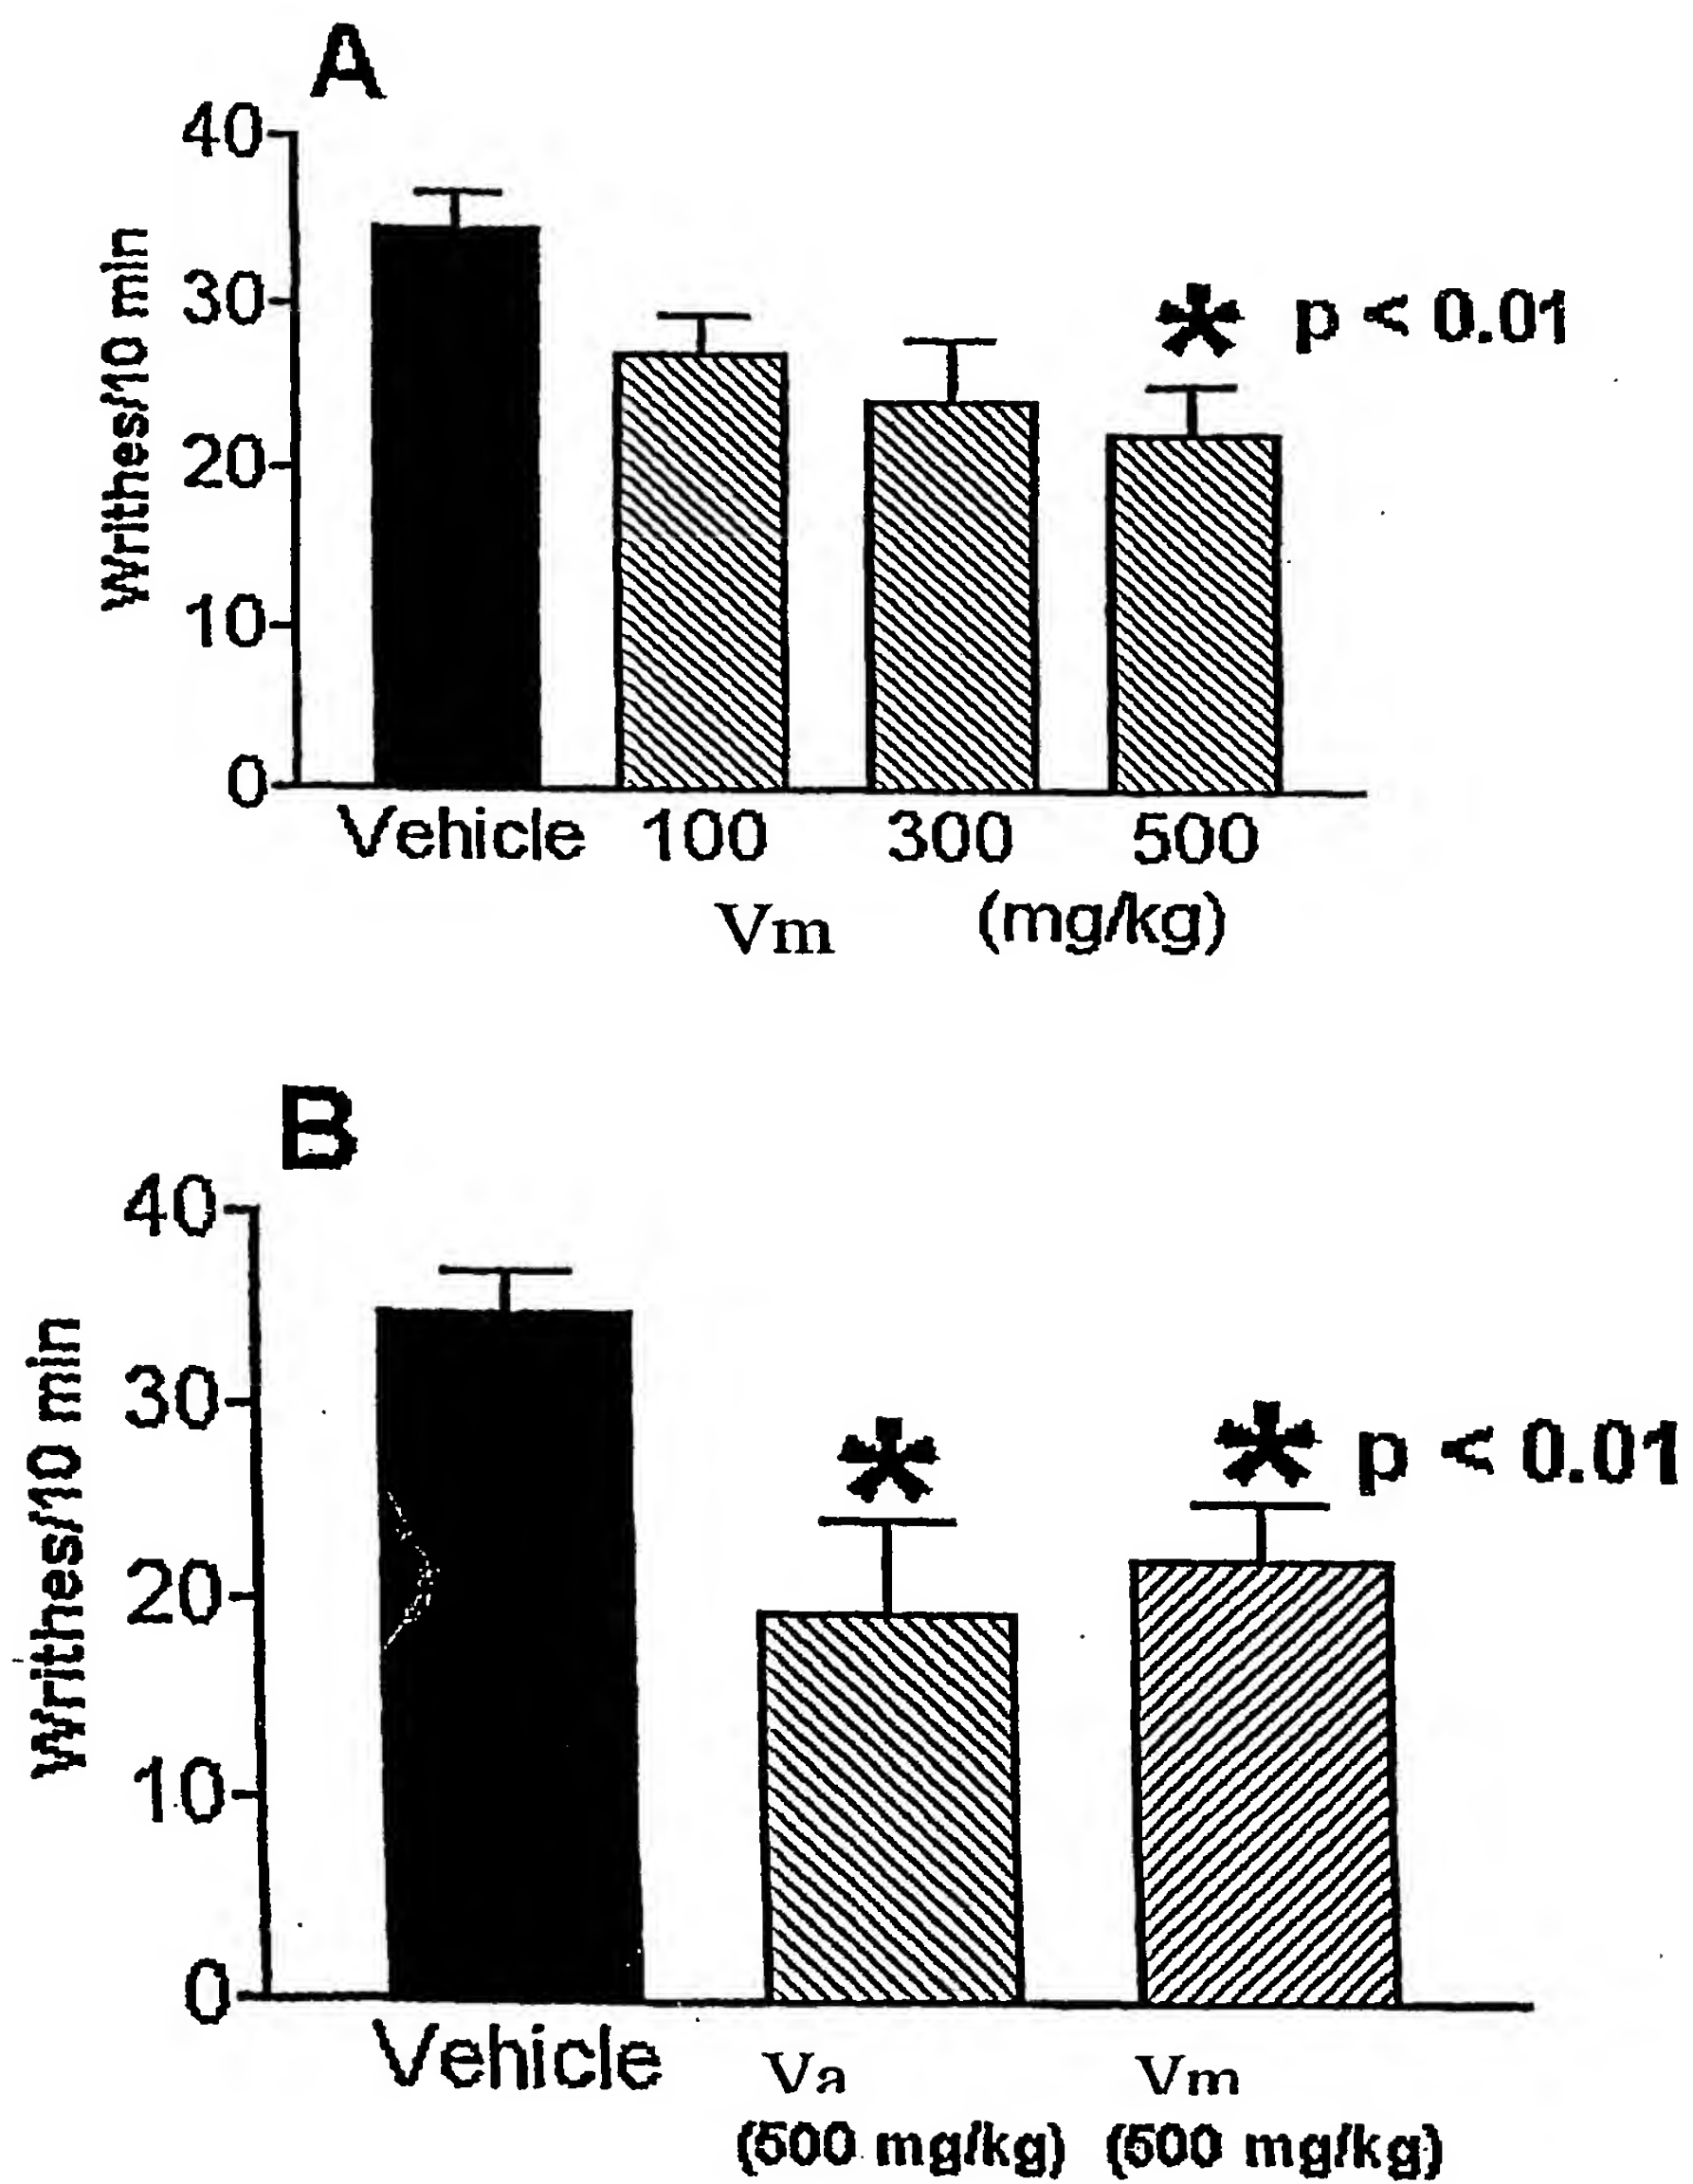 A
40
30
20
10
0
Writhes/10 min
* p < 0.01
Vehicle 100 300 500
Vm (mg/kg)
B
40
30
20
10
0
Writhes/10 min
* * p < 0.01
Vehicle Va Vm
(500 mg/kg) (500 mg/kg)